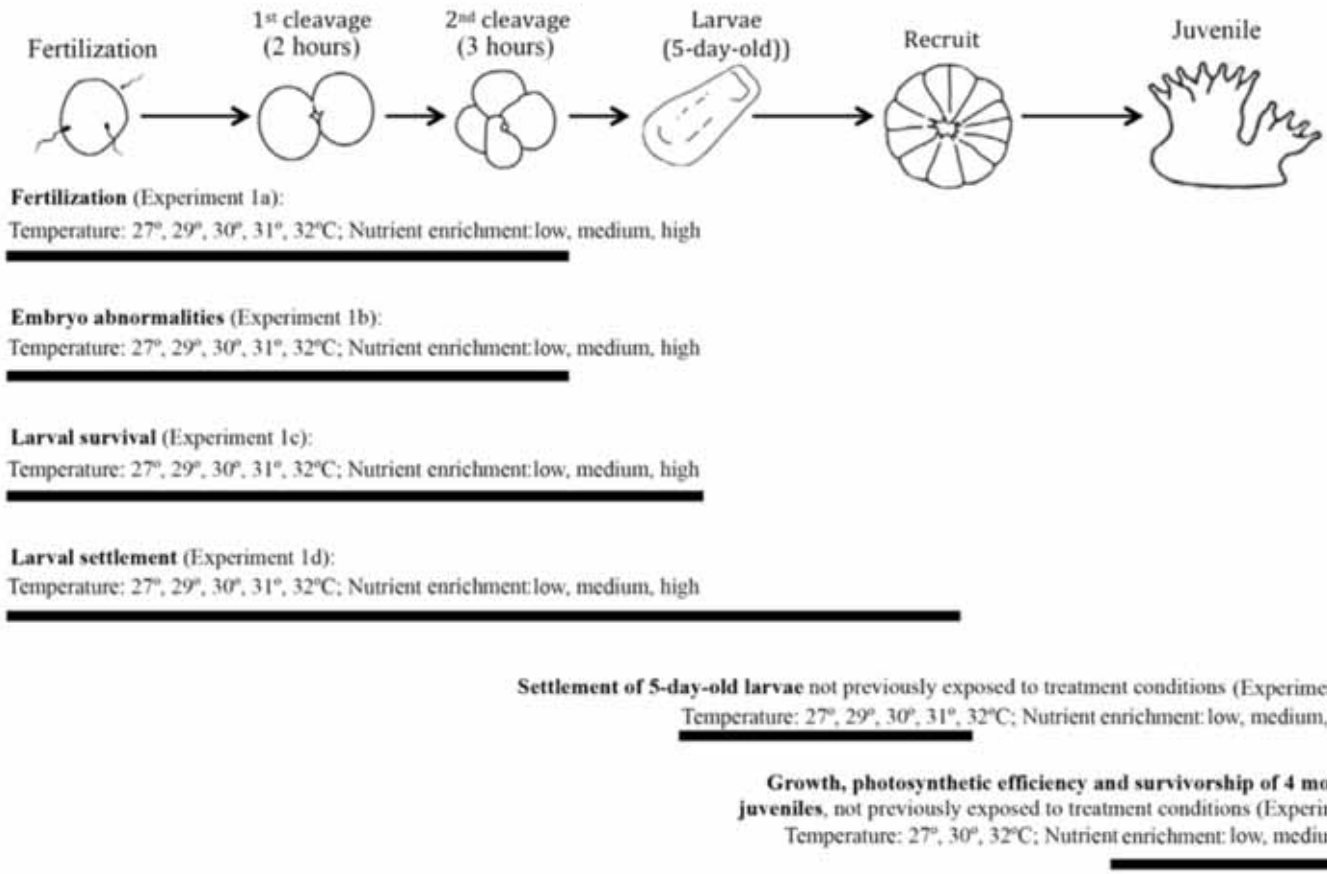 Fertilization
1st cleavage
(2 hours)
2nd cleavage
(3 hours)
Larvae
(5-day-old))
Recruit
Juvenile
Fertilization (Experiment 1a):
Temperature: 27º, 29º, 30º, 31º, 32ºC; Nutrient enrichment: low, medium, high
Embryo abnormalities (Experiment 1b):
Temperature: 27º, 29º, 30º, 31º, 32ºC; Nutrient enrichment: low, medium, high
Larval survival (Experiment 1c):
Temperature: 27º, 29º, 30º, 31º, 32ºC; Nutrient enrichment: low, medium, high
Larval settlement (Experiment 1d):
Temperature: 27º, 29º, 30º, 31º, 32ºC; Nutrient enrichment: low, medium, high
Settlement of 5-day-old larvae not previously exposed to treatment conditions (Experime
Temperature: 27º, 29º, 30º, 31º, 32ºC; Nutrient enrichment: low, medium,
Growth, photosynthetic efficiency and survivorship of 4 mo
juveniles, not previously exposed to treatment conditions (Experi
Temperature: 27º, 30º, 32ºC; Nutrient enrichment: low, mediu